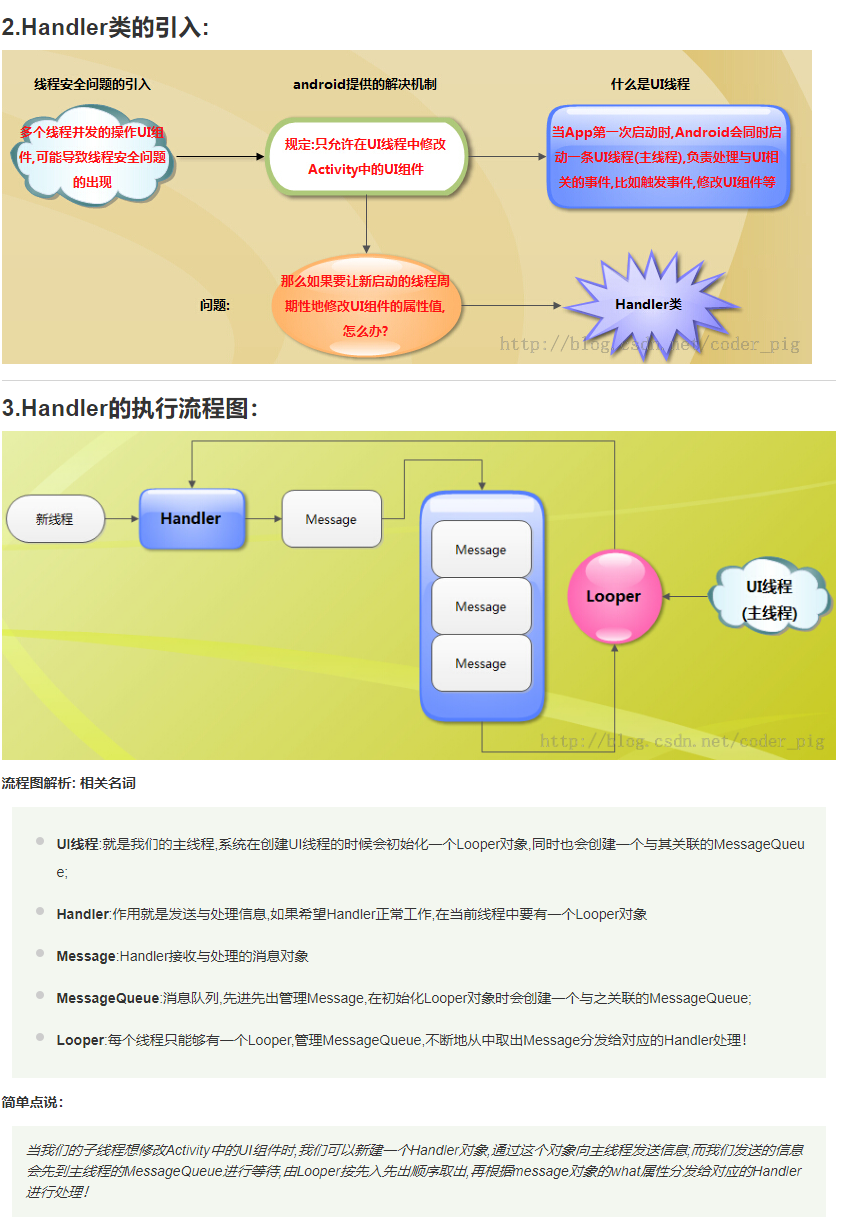 2.Handler类的引入:
线程安全问题的引入
android提供的解决机制
什么是UI线程
多个线程并发的操作UI组
件,可能导致线程安全问题
的出现
规定:只允许在UI线程中修改
Activity中的UI组件
当App第一次启动时,Android会同时启
动一条UI线程(主线程),负责处理与UI相
关的事件,比如触发事件,修改UI组件等
问题:
那么如果要让新启动的线程周
期性地修改UI组件的属性值,
怎么办?
Handler类
http://blog.csdn.net/coder_pig
3.Handler的执行流程图：
新线程
Handler
Message
Message
Message
Message
Looper
UI线程
(主线程)
http://blog.csdn.net/coder_pig
流程图解析: 相关名词
UI线程:就是我们的主线程,系统在创建UI线程的时候会初始化一个Looper对象,同时也会创建一个与其关联的MessageQueu
e;
Handler:作用就是发送与处理信息,如果希望Handler正常工作,在当前线程中要有一个Looper对象
Message:Handler接收与处理的消息对象
MessageQueue:消息队列,先进先出管理Message,在初始化Looper对象时会创建一个与之关联的MessageQueue;
Looper:每个线程只能够有一个Looper,管理MessageQueue,不断地从中取出Message分发给对应的Handler处理！
简单点说：
当我们的子线程想修改Activity中的UI组件时,我们可以新建一个Handler对象,通过这个对象向主线程发送信息;而我们发送的信息
会先到主线程的MessageQueue进行等待,由Looper按先入先出顺序取出,再根据message对象的what属性分发给对应的Handler
进行处理！